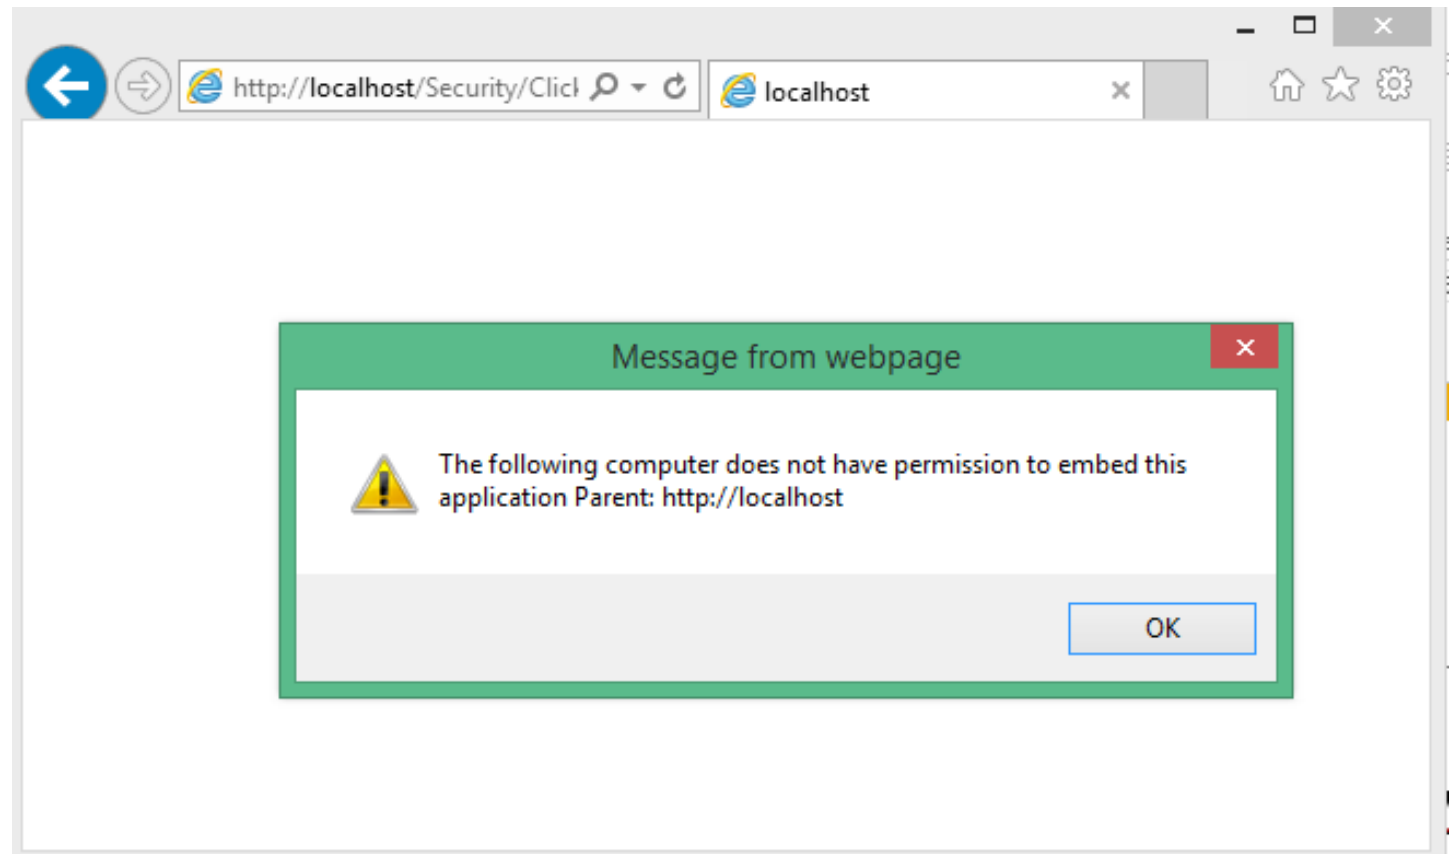 http://localhost/Security/Click
localhost
Message from webpage
The following computer does not have permission to embed this
application Parent: http://localhost
OK